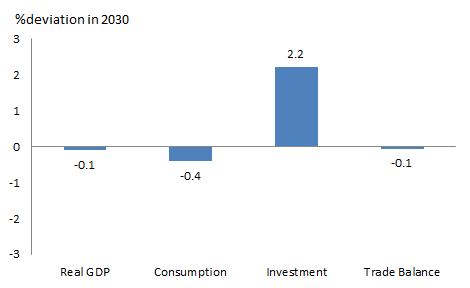 %deviation in 2030
3
2
1
0
-1
-2
-3
-0.1
-0.4
2.2
-0.1
Real GDP
Consumption
Investment
Trade Balance